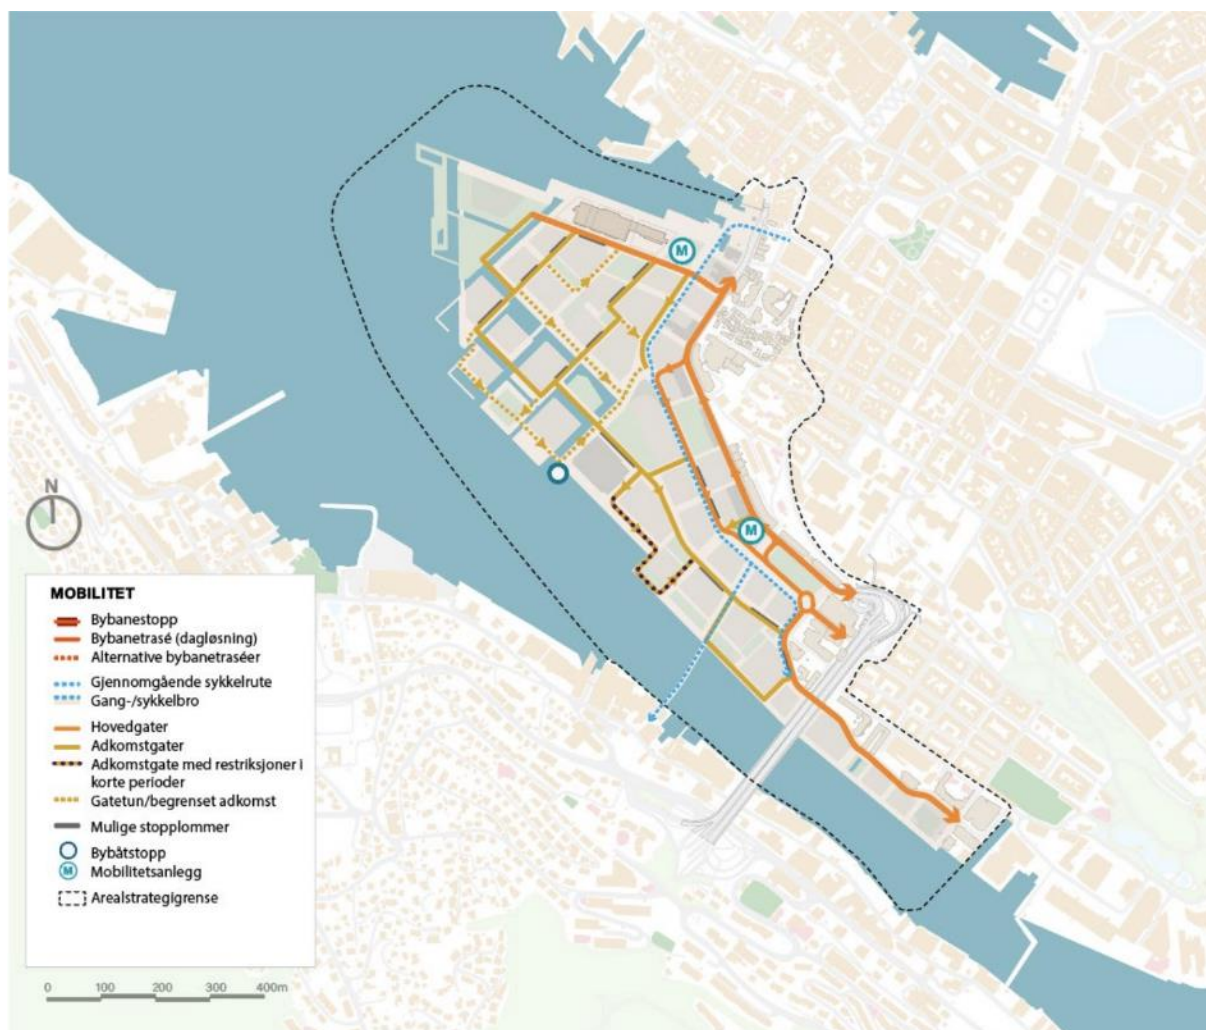 M
M
N
MOBILITET
Bybanestopp
Bybanetrasé (dagløsning)
Alternative bybanetraséer
Gjennomgående sykkelrute
Gang-/sykkelbro
Hovedgater
Adkomstgater
Adkomstgate med restriksjoner i
korte perioder
Gatetun/begrenset adkomst
Mulige stopplommer
Bybåtstopp
M Mobilitetsanlegg
Arealstrategigrense
0 100 200 300 400m